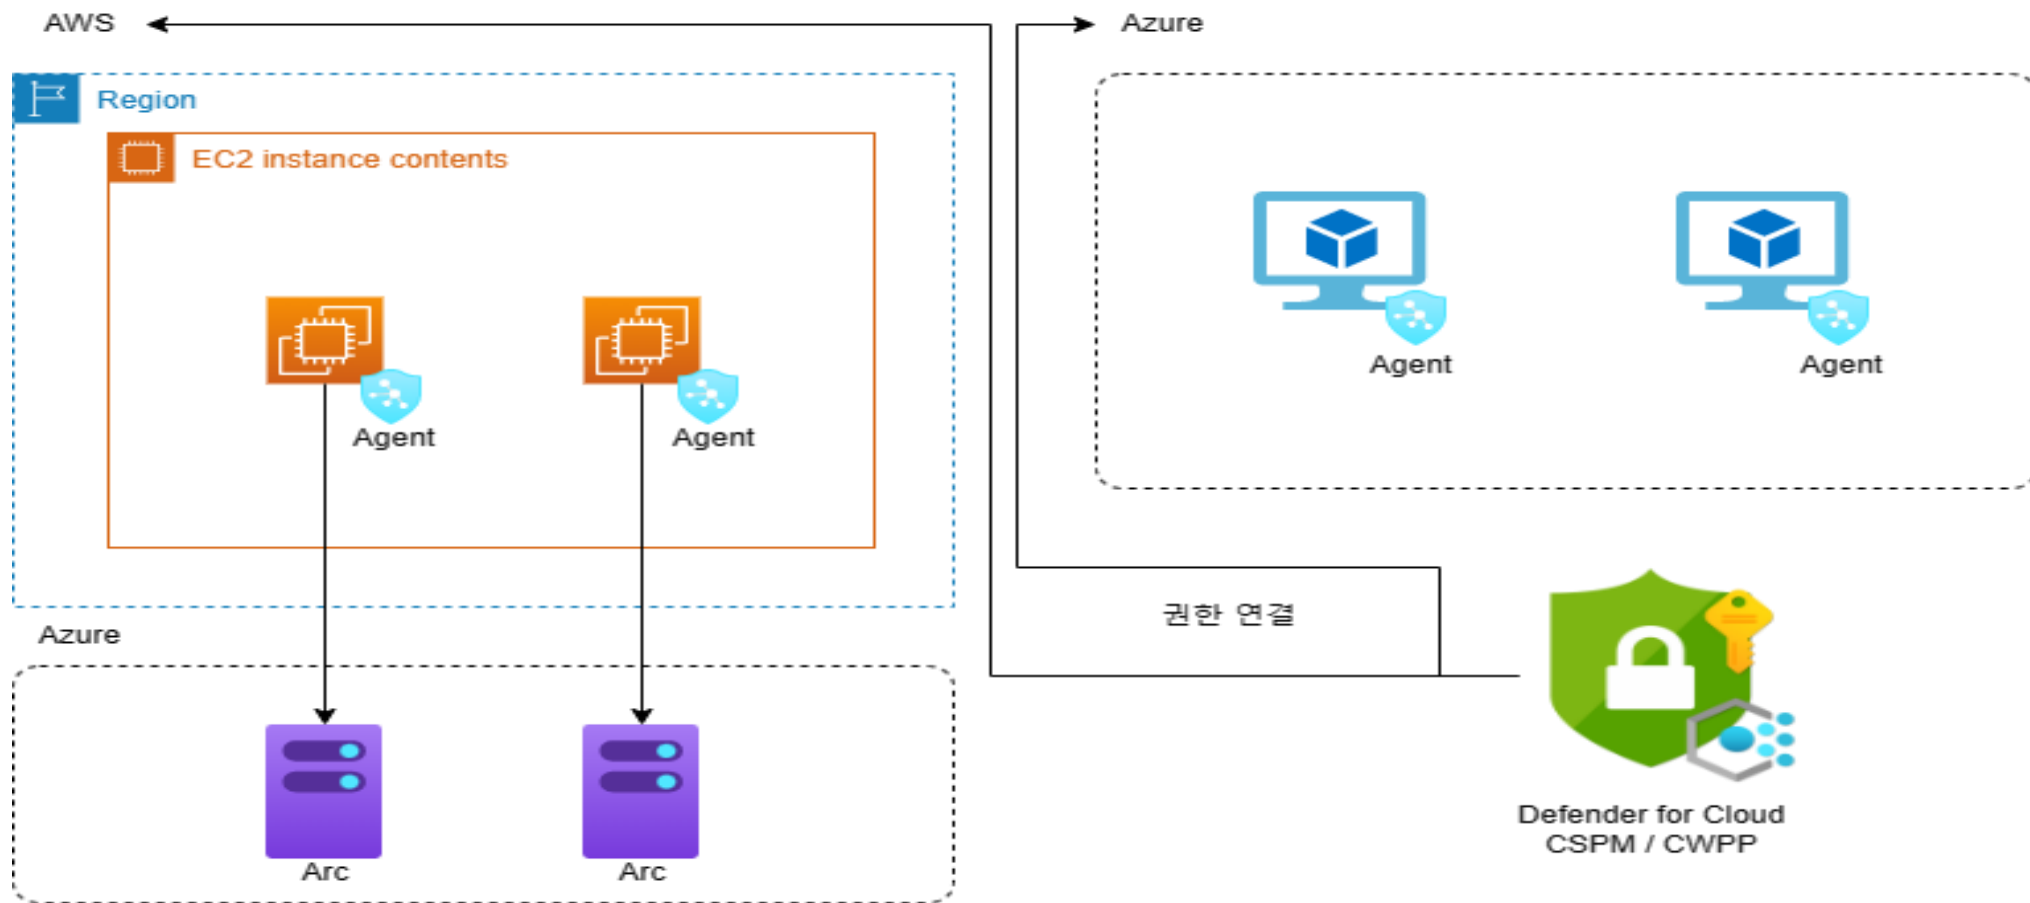 AWS
Azure
Region
EC2 instance contents
Agent
Agent
Agent
Agent
권한 연결
Azure
Arc
Arc
Defender for Cloud
CSPM / CWPP